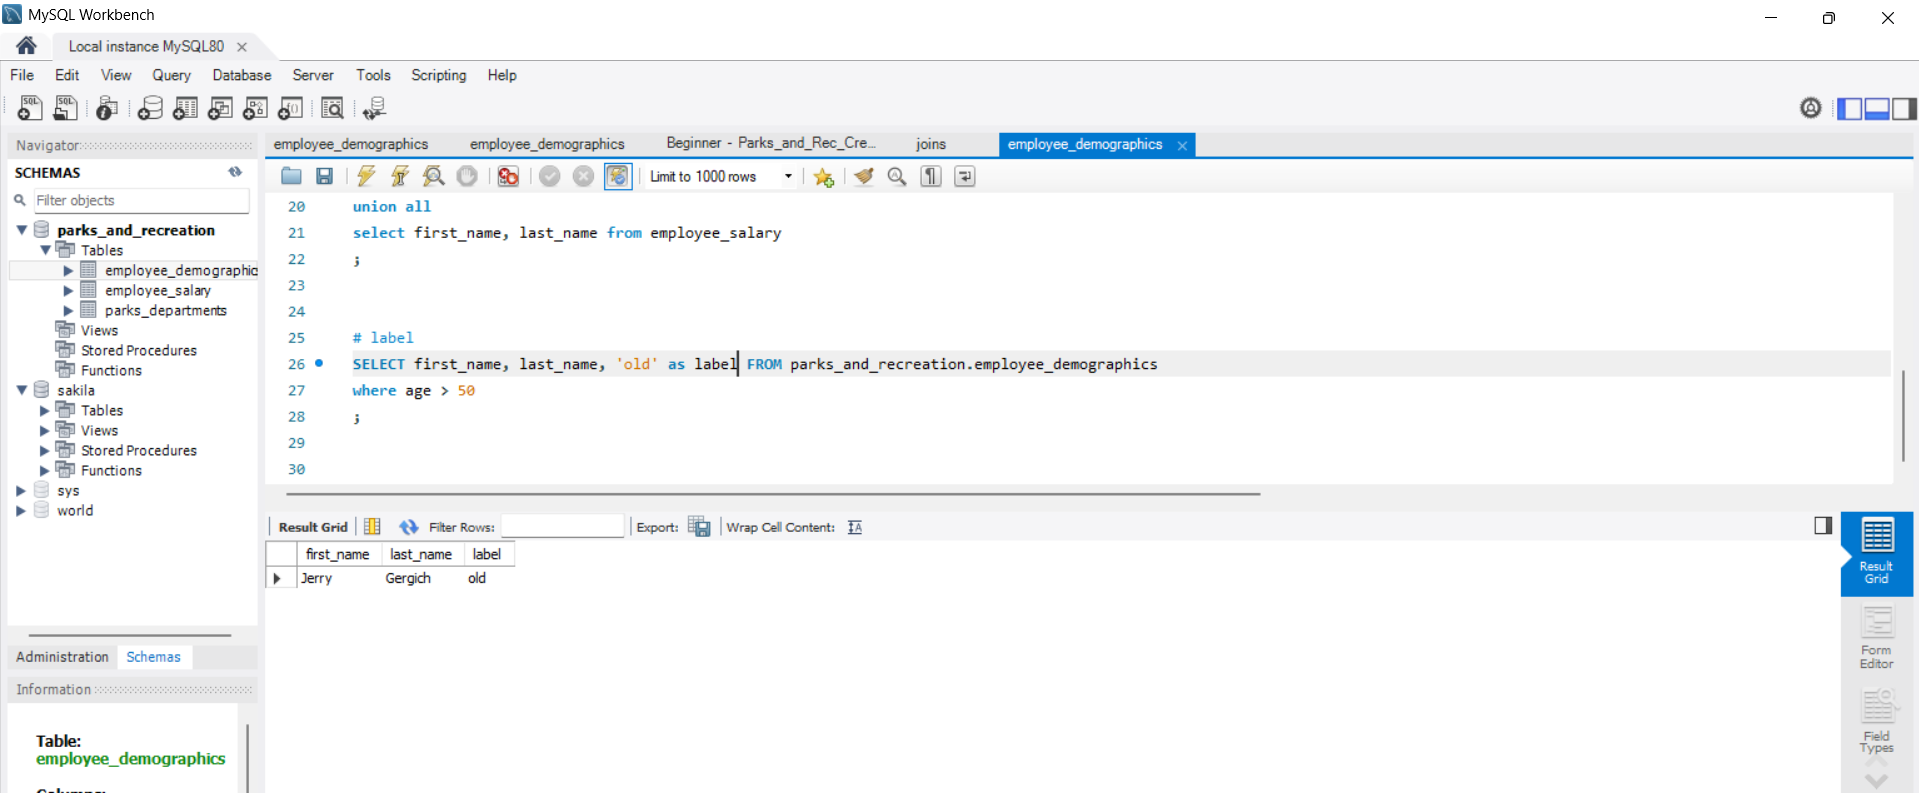 MySQL Workbench
Local instance MySQL80
File Edit View Query Database Server Tools Scripting Help
Navigator
SCHEMAS
Filter objects
parks_and_recreation
Tables
employee_demographic
employee_salary
parks_departments
Views
Stored Procedures
Functions
sakila
Tables
Views
Stored Procedures
Functions
sys
world
Administration Schemas
Information
Table:
employee_demographics
employee_demographics employee_demographics Beginner - Parks_and_Rec_Cre... joins employee_demographics
Limit to 1000 rows
20 union all
21 select first_name, last_name from employee_salary
22 ;
23
24
25 # label
26 SELECT first_name, last_name, 'old' as label FROM parks_and_recreation.employee_demographics
27 where age > 50
28 ;
29
30
Result Grid Filter Rows: Export: Wrap Cell Content:
first_name last_name label
Jerry Gergich old
Result
Grid
Form
Editor
Field
Types